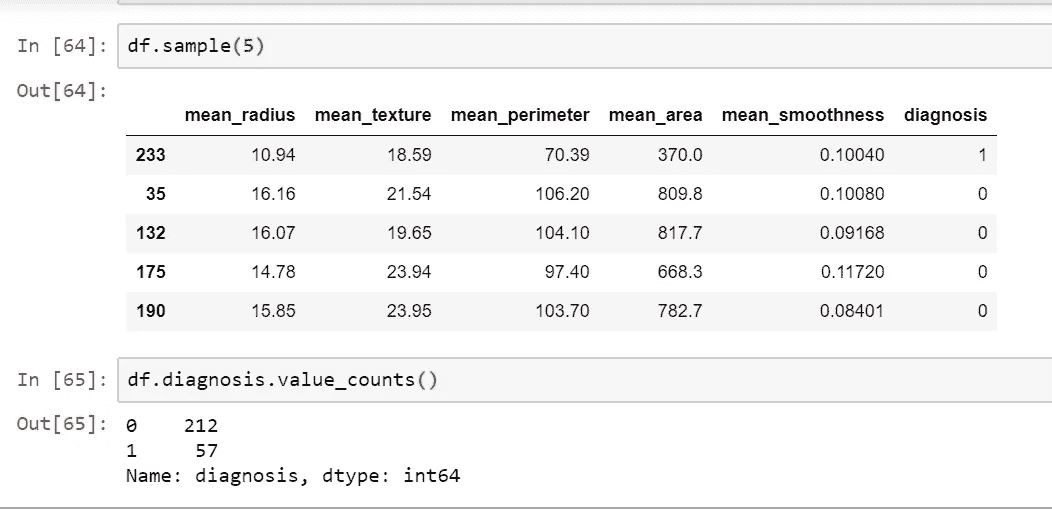 In [64]: df.sample(5)
Out[64]:
mean_radius mean_texture mean_perimeter mean_area mean_smoothness diagnosis
233 10.94 18.59 70.39 370.0 0.10040 1
35 16.16 21.54 106.20 809.8 0.10080 0
132 16.07 19.65 104.10 817.7 0.09168 0
175 14.78 23.94 97.40 668.3 0.11720 0
190 15.85 23.95 103.70 782.7 0.08401 0
In [65]: df.diagnosis.value_counts()
Out[65]: 0 212
1 57
Name: diagnosis, dtype: int64